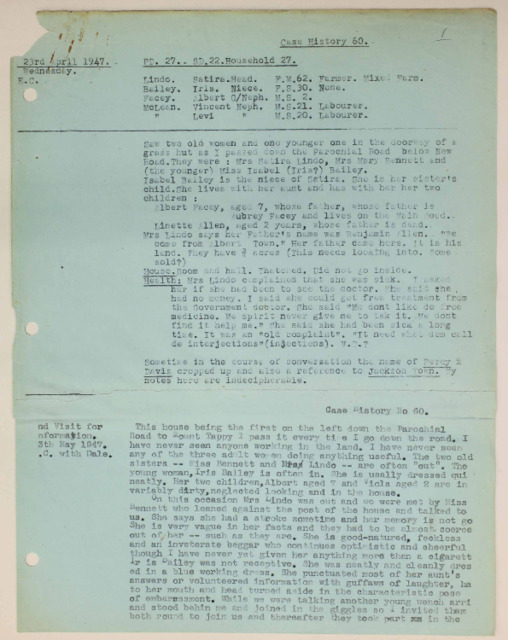 Case History 60.
1
23rd April 1947.
PD. 27.. SD.22.Household 27.
Wednesday.
E.C.
Lindo. Satira.Head. F.W.62. Farmer. Mixed Farm.
Bailey. Iris. Niece. F.S.30. None.
Facey. Albert G/Neph. M.S. 2.
McLean. Vincent Neph. M.S.21. Labourer.
" Levi " M.S.20. Labourer.
Saw two old women and one younger one in the doorway of a
grass hut as I passed down the Parochial Road below New
Road.They were : Mrs Satira Lindo, Mrs Mary Bennett and
(the younger) Miss Isabel (Iris?) Bailey.
Isabel Bailey is the niece of Satira. She is her sister's
child.She lives with her aunt and has with her her two
children :
Albert Facey, aged 7, whose father, whose father is
Aubrey Facey and lives on the Main Road..
Linette Allen, aged 2 years, whose father is dead.
Mrs Lindo says her Father's name was Benjamin Allen. "We
come from Albert Town." Her father came here. It is his
land. They have acres (This needs looking into. Some
sold?)
House.Room and hall. Thatched. Did not go inside.
Health: Mrs Lindo complained that she was sick. I asked
her if she had been to see the doctor. She said she
had no money. I said she could get free treatment from
the Government doctor. She said "We dont like de free
medicine. We spirit never give we to tek it. We dont
find it help me." She said she had been sick a long
time. It was an "old complaint". "It need what dem call
de interjections"(injections). V.D.?
Sometime in the course of conversation the name of Percy
Davis cropped up and also a reference to Jackson Town. My
notes here are indecipherable.
Case History No 60.
nd Visit for
nformation.
5th May 1947.
.C. with Dale.
This house being the first on the left down the Parochial
Road to Mount Tappy I pass it every time I go down the road. I
have never seen anyone working in the land. I have never seen
any of the three adult women doing anything useful. The two old
sisters -- Miss Bennett and Mrs Lindo -- are often "out". The
young woman,Iris Bailey is often in. She is usally dressed qui
neatly. Her two children,Albert aged 7 and Viola aged 2 are in
variably dirty,neglected looking and in the house.
On this occasion Mrs Lindo was out and we were met by Miss
Bennett who leaned against the post of the house and talked to
us. She says she had a stroke sometime and her memory is not go
She is very vague in her facts and they had to be almost coerce
out of her -- such as they are. She is good-natured, feckless
and an inveterate beggar who continues optimistic and cheerful
though I have never yet given her anything more than a cigarett
Iris Bailey was not receptive. She was neatly and cleanly dres
ed in a blue working dress. She punctuated most of her aunt's
answers or volunteered information with guffaws of laughter, ha
to her mouth and head turned aside in the characteristic pose
of embarrassment. While we were talking another young wench arri
and stood behin me and joined in the giggles so I invited them
both round to join us and thereafter they took part in the